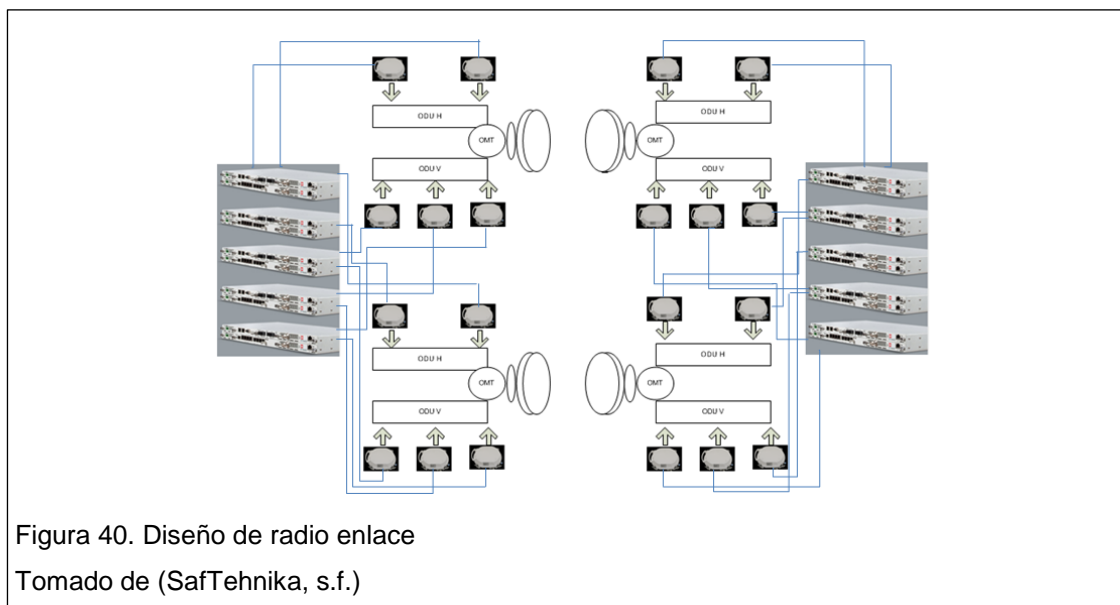 ODU H
ODU H
OMT
OMT
ODU V
ODU V
ODU H
ODU H
OMT
OMT
ODU V
ODU V
Figura 40. Diseño de radio enlace
Tomado de (SafTehnika, s.f.)